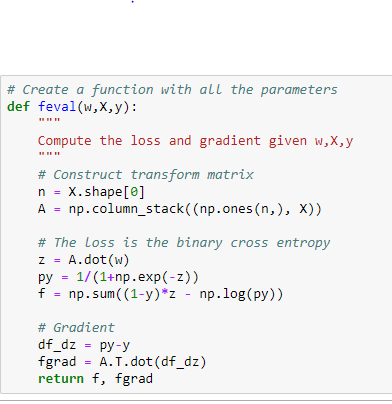 # Create a function with all the parameters
def feval(w,X,y):
    """
    Compute the loss and gradient given w,X,y
    """
    # Construct transform matrix
    n = X.shape[0]
    A = np.column_stack((np.ones(n,), X))

    # The loss is the binary cross entropy
    z = A.dot(w)
    py = 1/(1+np.exp(-z))
    f = np.sum((1-y)*z - np.log(py))

    # Gradient
    df_dz = py-y
    fgrad = A.T.dot(df_dz)
    return f, fgrad